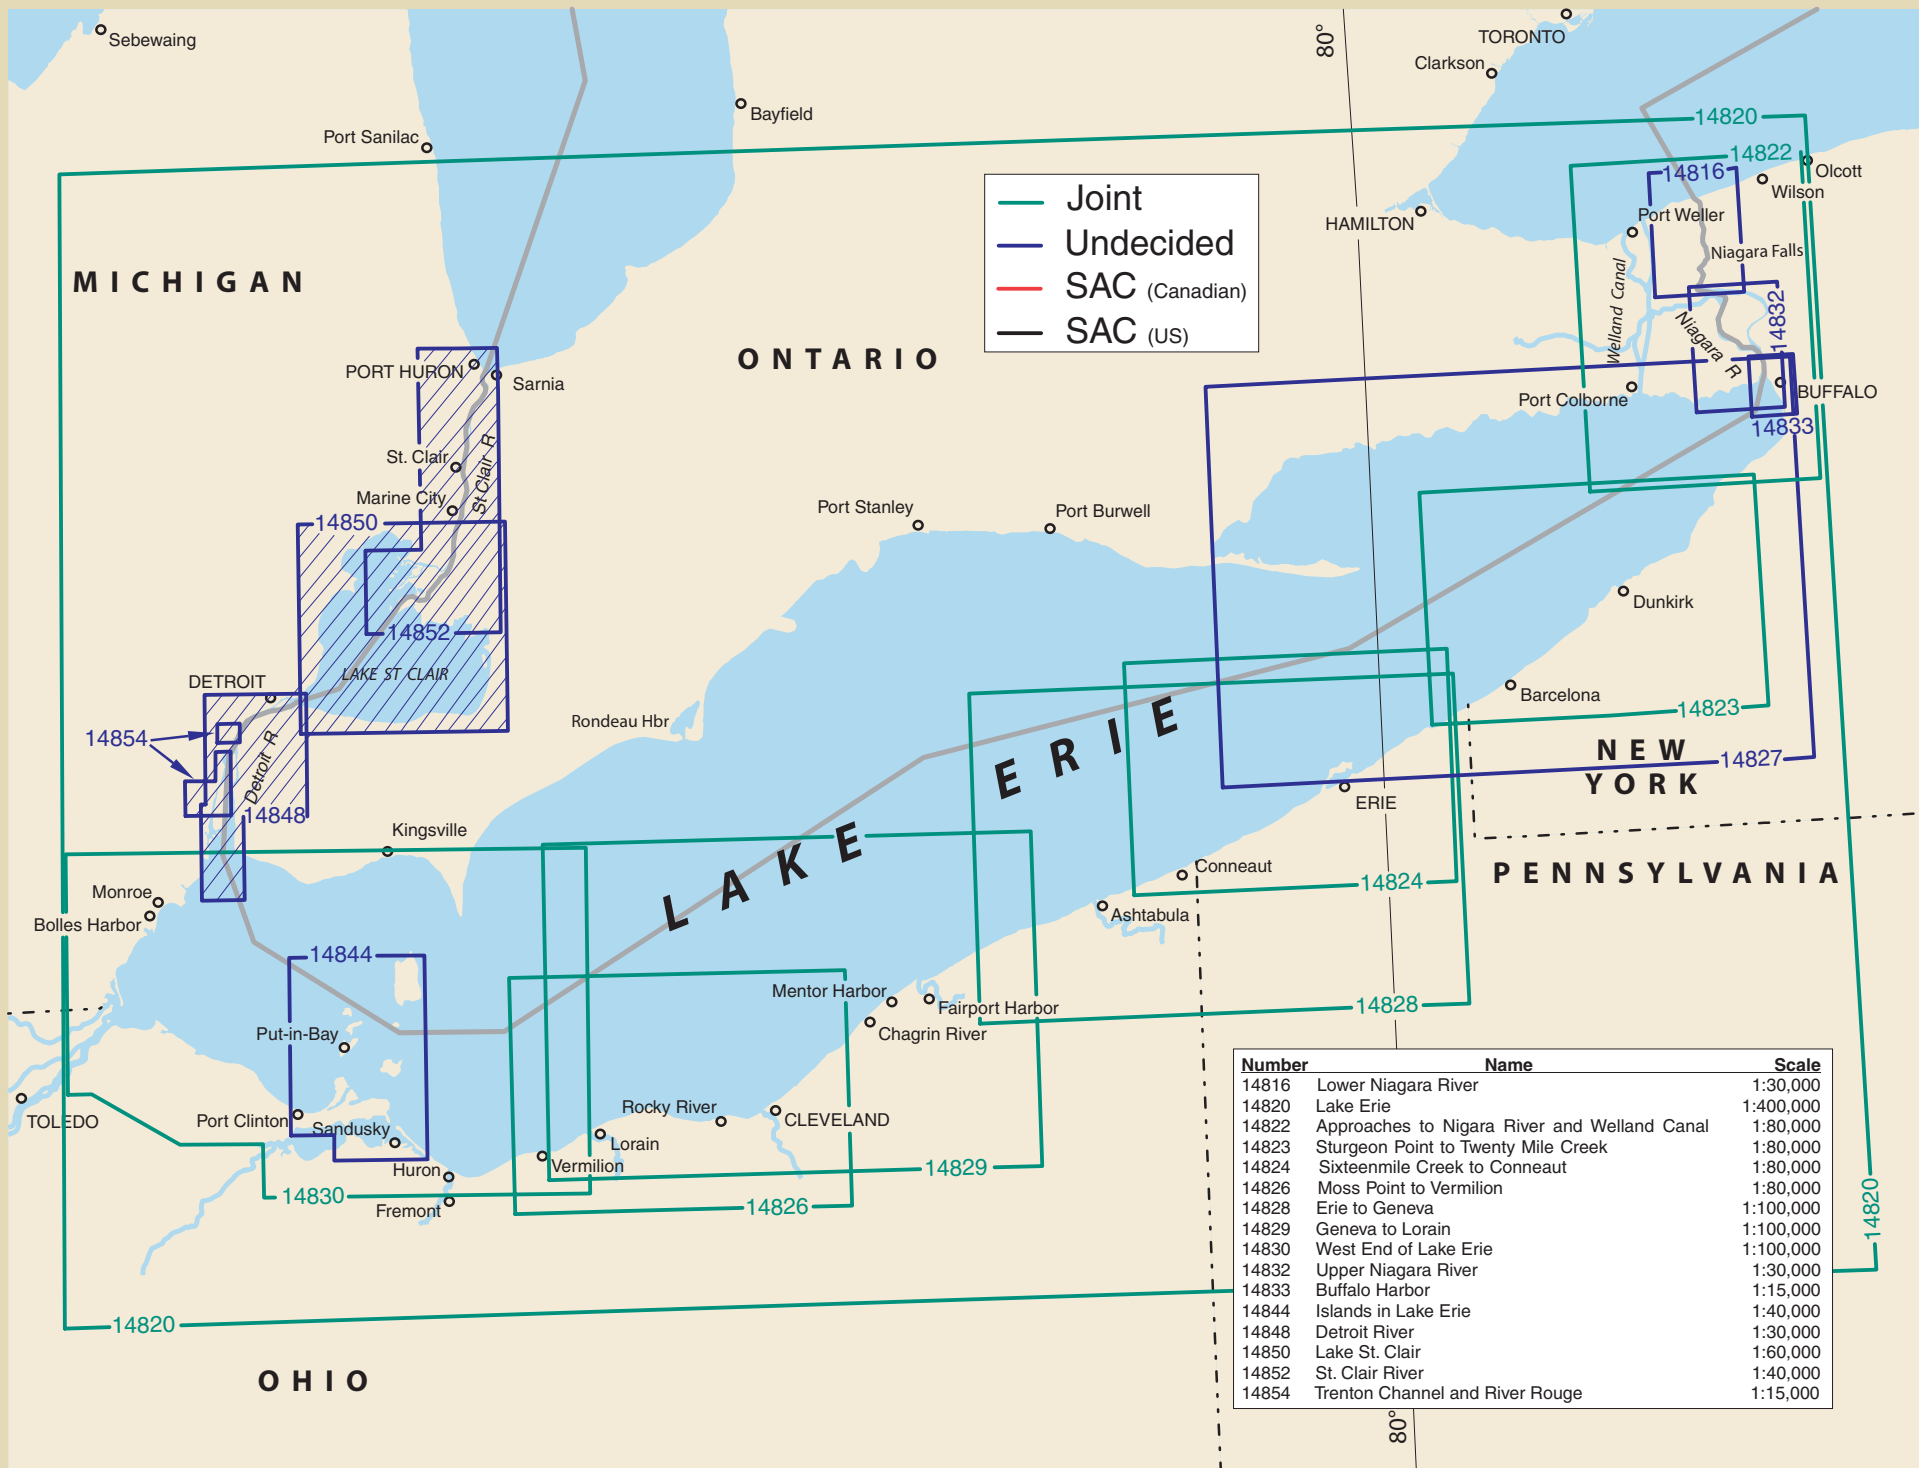 Sebewaing
TORONTO
80°
Clarkson
Bayfield
Port Sanilac
14820
14822
14816
Olcott
Wilson
Joint
Undecided
SAC (Canadian)
SAC (US)
HAMILTON
Port Weller
Niagara Falls
Welland Canal
MICHIGAN
14832
Niagara R
ONTARIO
PORT HURON
Sarnia
Port Colborne
BUFFALO
14833
St. Clair
St Clair R
Marine City
14850
Port Stanley
Port Burwell
Dunkirk
14852
LAKE ST CLAIR
DETROIT
Barcelona
14823
Rondeau Hbr
14854
Detroit R
NEW
YORK
14827
ERIE
14848
Kingsville
LAKE ERIE
Conneaut
PENNSYLVANIA
14824
Monroe
Bolles Harbor
Ashtabula
14844
Mentor Harbor
Fairport Harbor
14828
Chagrin River
Put-in-Bay
TOLEDO
Port Clinton
Sandusky
Rocky River
CLEVELAND
Lorain
Huron
Vermilion
14829
14830
Fremont
14826
14820
14820
OHIO
80°
Number Name Scale
14816 Lower Niagara River 1:30,000
14820 Lake Erie 1:400,000
14822 Approaches to Nigara River and Welland Canal 1:80,000
14823 Sturgeon Point to Twenty Mile Creek 1:80,000
14824 Sixteenmile Creek to Conneaut 1:80,000
14826 Moss Point to Vermilion 1:80,000
14828 Erie to Geneva 1:100,000
14829 Geneva to Lorain 1:100,000
14830 West End of Lake Erie 1:100,000
14832 Upper Niagara River 1:30,000
14833 Buffalo Harbor 1:15,000
14844 Islands in Lake Erie 1:40,000
14848 Detroit River 1:30,000
14850 Lake St. Clair 1:60,000
14852 St. Clair River 1:40,000
14854 Trenton Channel and River Rouge 1:15,000